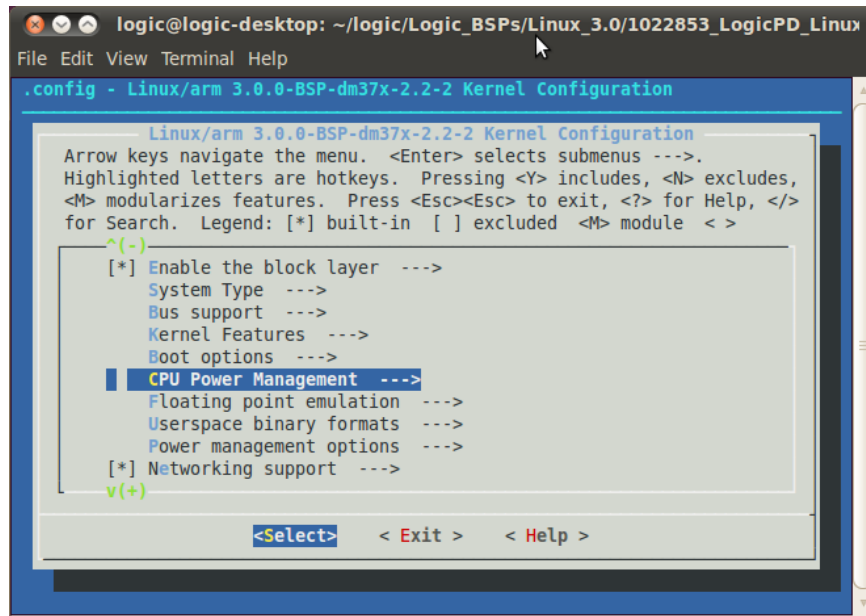 logic@logic-desktop: ~/logic/Logic_BSPs/Linux_3.0/1022853_LogicPD_Linux
File Edit View Terminal Help
.config - Linux/arm 3.0.0-BSP-dm37x-2.2-2 Kernel Configuration
Linux/arm 3.0.0-BSP-dm37x-2.2-2 Kernel Configuration
Arrow keys navigate the menu.  <Enter> selects submenus --->.
Highlighted letters are hotkeys.  Pressing <Y> includes, <N> excludes,
<M> modularizes features.  Press <Esc><Esc> to exit, <?> for Help, </>
for Search.  Legend: [*] built-in  [ ] excluded  <M> module  < >
^(-)
[*] Enable the block layer  --->
System Type  --->
Bus support  --->
Kernel Features  --->
Boot options  --->
CPU Power Management  --->
Floating point emulation  --->
Userspace binary formats  --->
Power management options  --->
[*] Networking support  --->
v(+)
<Select>    < Exit >    < Help >